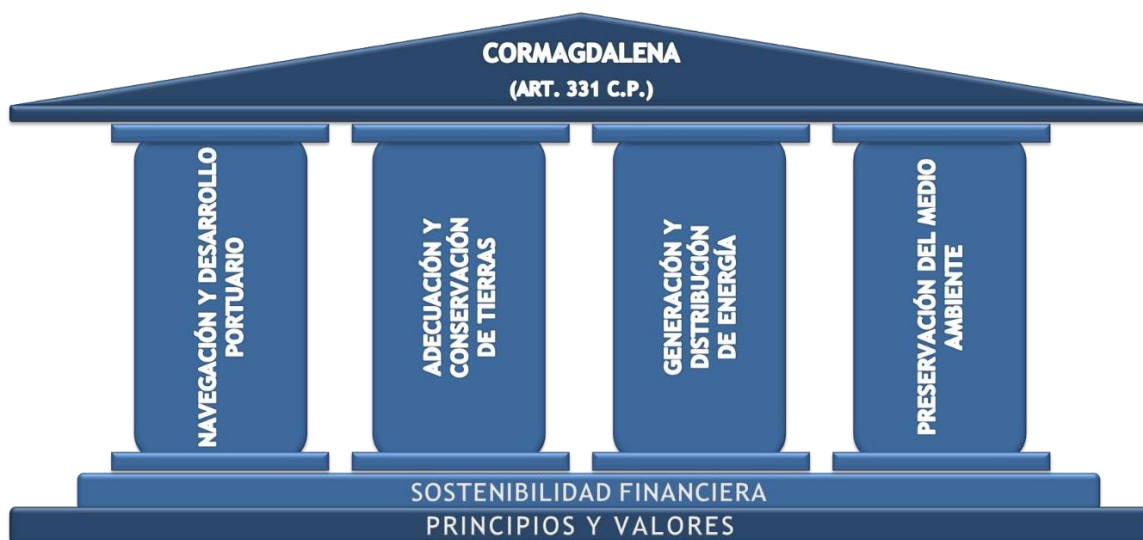 CORMAGDALENA
(ART. 331 C.P.)
NAVEGACIÓN Y DESARROLLO
PORTUARIO
ADECUACIÓN Y
CONSERVACIÓN
DE TIERRAS
GENERACIÓN Y
DISTRIBUCIÓN
DE ENERGÍA
PRESERVACIÓN DEL MEDIO
AMBIENTE
SOSTENIBILIDAD FINANCIERA
PRINCIPIOS Y VALORES